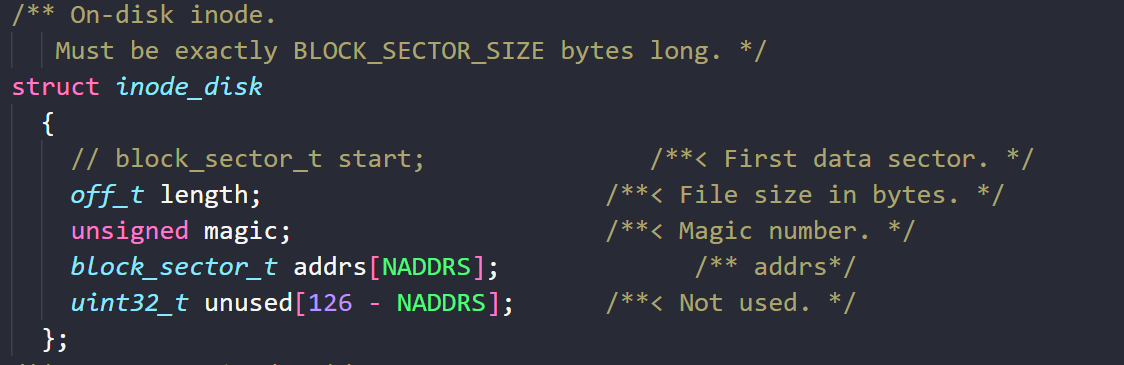 /** On-disk inode.
Must be exactly BLOCK_SECTOR_SIZE bytes long. */
struct inode_disk
{
// block_sector_t start; /**< First data sector. */
off_t length; /**< File size in bytes. */
unsigned magic; /**< Magic number. */
block_sector_t addrs[NADDRS]; /** addrs*/
uint32_t unused[126 - NADDRS]; /**< Not used. */
};